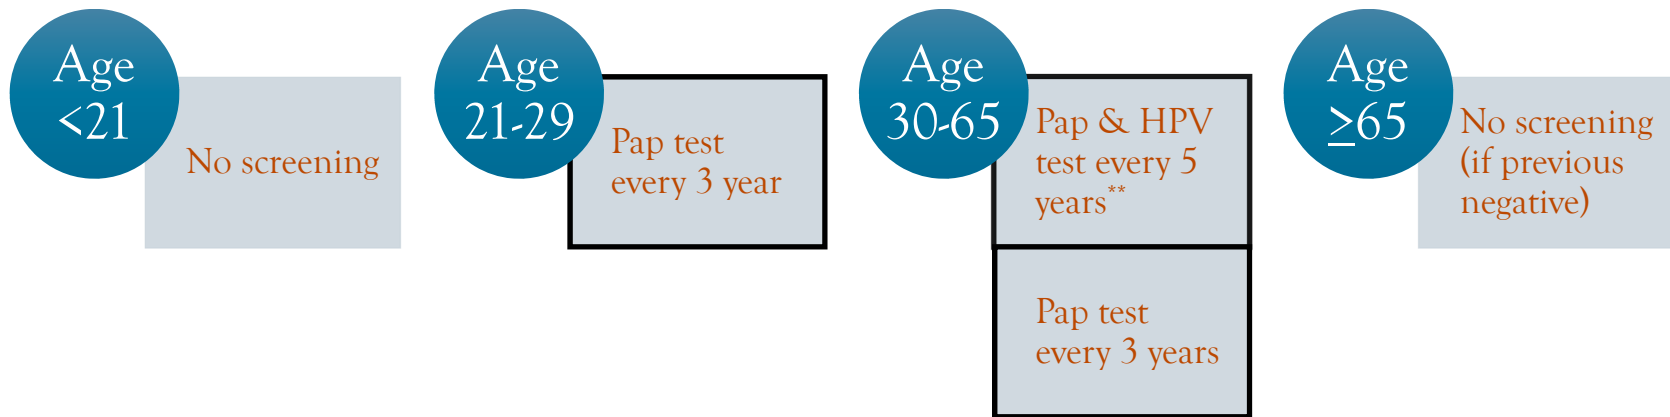 Age
<21
No screening
Age
21-29
Pap test
every 3 year
Age
30-65
Pap & HPV
test every 5
years**
Pap test
every 3 years
Age
≥65
No screening
(if previous
negative)